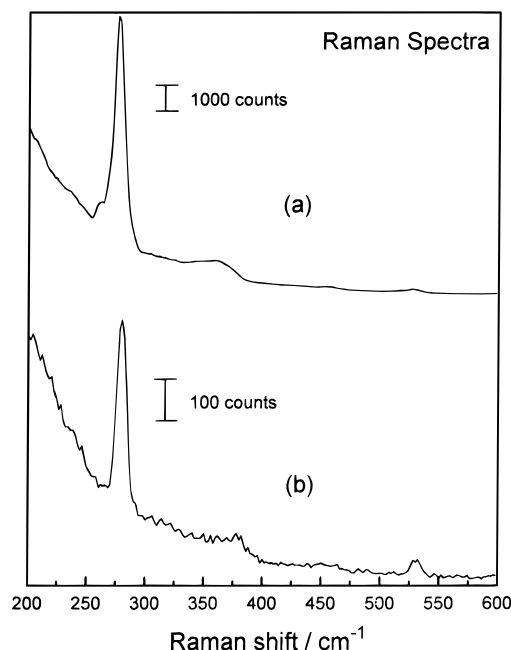 Raman Spectra
1000 counts
(a)
100 counts
(b)
200 250 300 350 400 450 500 550 600
Raman shift / cm⁻¹